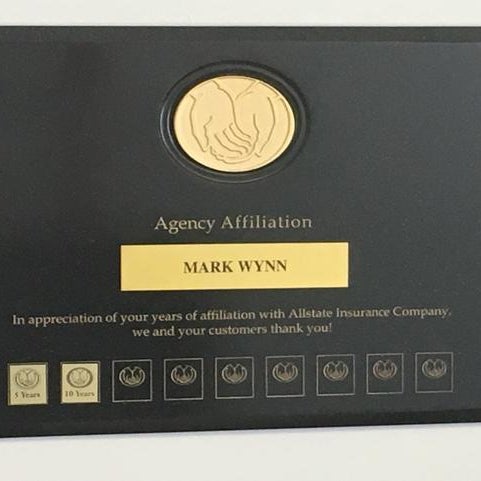 Agency Affiliation
MARK WYNN
In appreciation of your years of affiliation with Allstate Insurance Company,
we and your customers thank you!
5 Years 10 Years